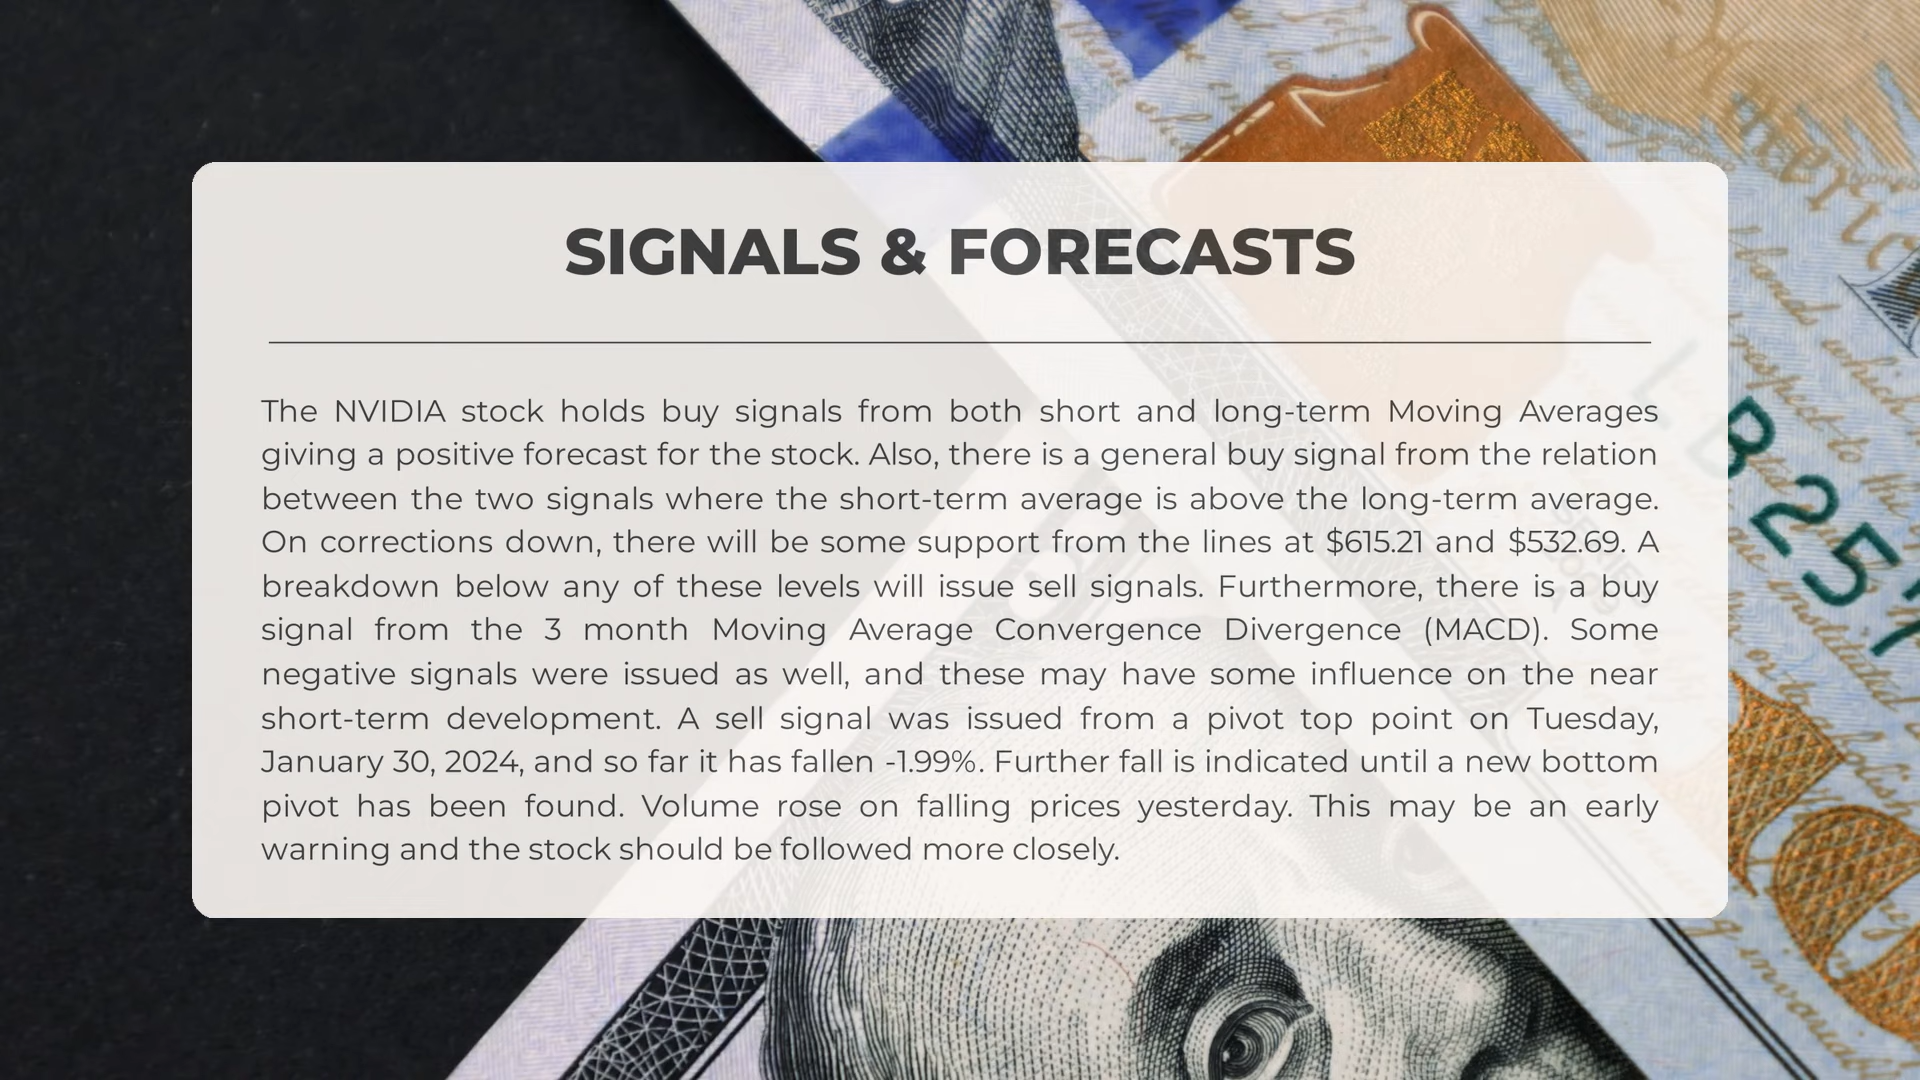 SIGNALS & FORECASTS
The NVIDIA stock holds buy signals from both short and long-term Moving Averages
giving a positive forecast for the stock. Also, there is a general buy signal from the relation
between the two signals where the short-term average is above the long-term average.
On corrections down, there will be some support from the lines at $615.21 and $532.69. A
breakdown below any of these levels will issue sell signals. Furthermore, there is a buy
signal from the 3 month Moving Average Convergence Divergence (MACD). Some
negative signals were issued as well, and these may have some influence on the near
short-term development. A sell signal was issued from a pivot top point on Tuesday,
January 30, 2024, and so far it has fallen -1.99%. Further fall is indicated until a new bottom
pivot has been found. Volume rose on falling prices yesterday. This may be an early
warning and the stock should be followed more closely.